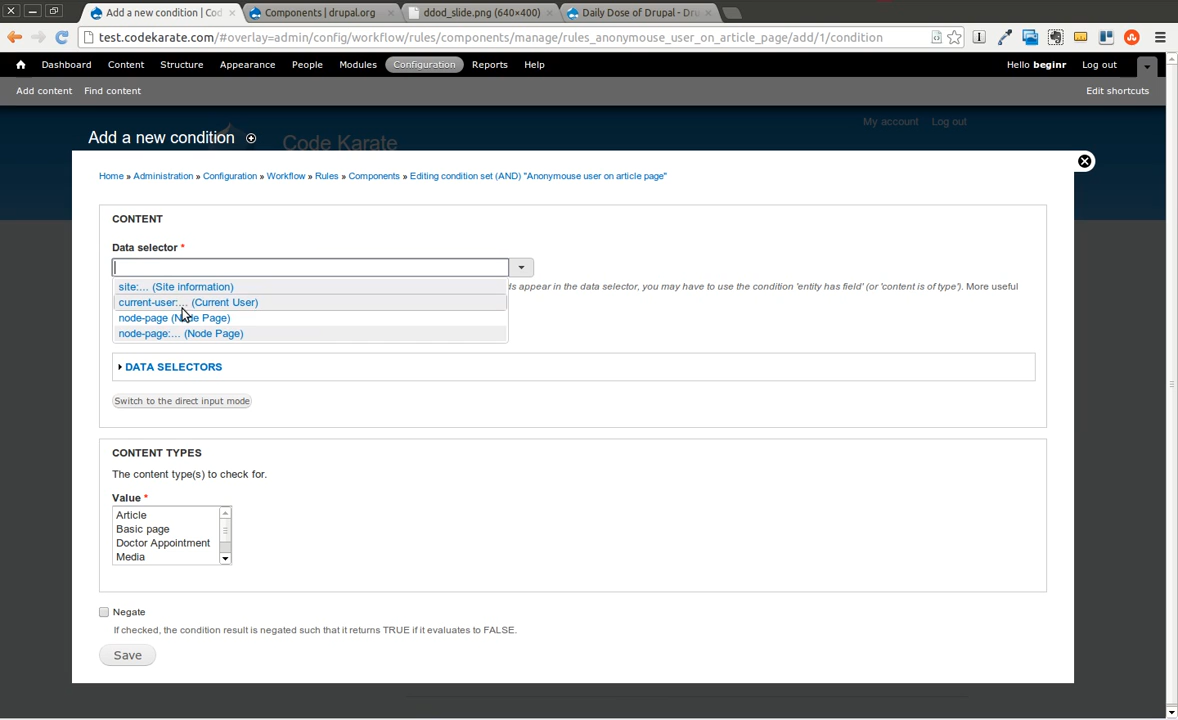 Add a new condition | Cod
Components | drupal.org
ddod_slide.png (640×400)
Daily Dose of Drupal - Dru
test.codekarate.com/#overlay=admin/config/workflow/rules/components/manage/rules_anonymouse_user_on_article_page/add/1/condition
Dashboard Content Structure Appearance People Modules Configuration Reports Help Hello beginr Log out
Add content Find content Edit shortcuts
My account Log out
Add a new condition
Code Karate
Home » Administration » Configuration » Workflow » Rules » Components » Editing condition set (AND) "Anonymouse user on article page"
CONTENT
Data selector *
site:... (Site information)
ds appear in the data selector, you may have to use the condition 'entity has field' (or 'content is of type'). More useful
current-user:... (Current User)
node-page (Node Page)
node-page:... (Node Page)
DATA SELECTORS
Switch to the direct input mode
CONTENT TYPES
The content type(s) to check for.
Value *
Article
Basic page
Doctor Appointment
Media
Negate
If checked, the condition result is negated such that it returns TRUE if it evaluates to FALSE.
Save